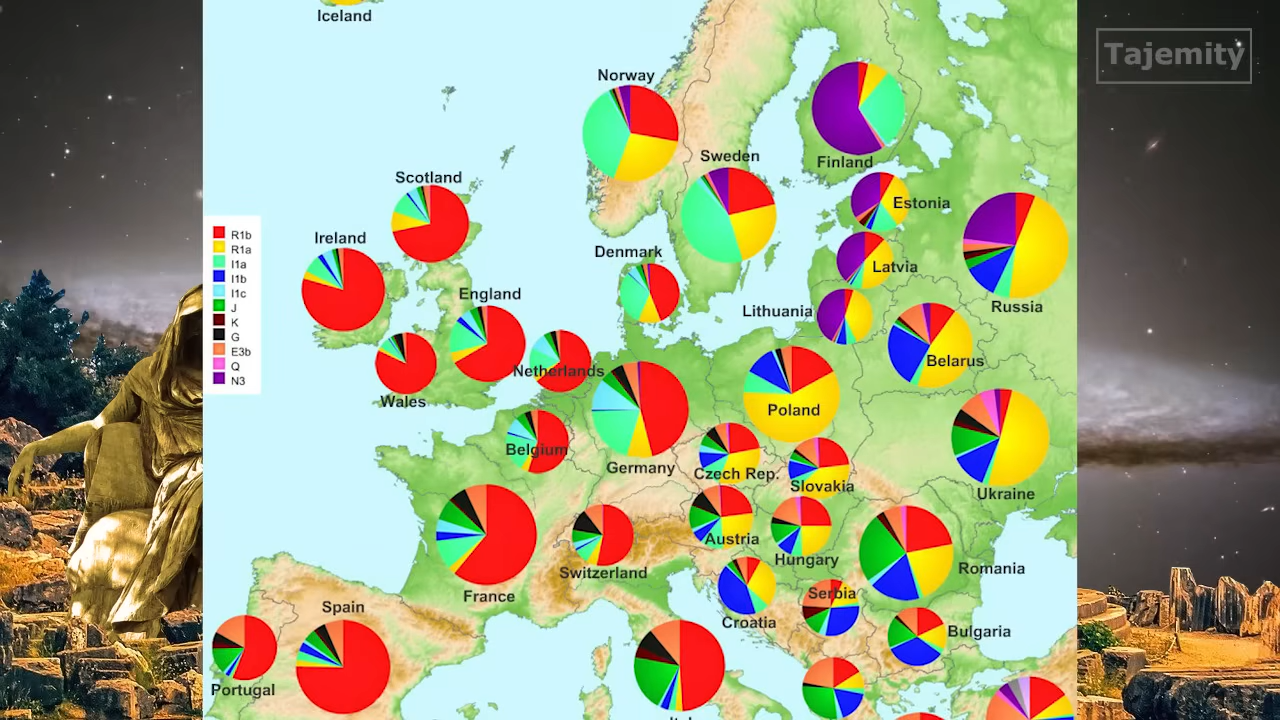 Iceland
Tajemity
Norway
Sweden
Finland
Scotland
Estonia
Ireland
Denmark
Latvia
England
Lithuania
Russia
R1b
R1a
I1a
I1b
I1c
J
K
G
E3b
Q
N3
Netherlands
Belarus
Wales
Poland
Belgium
Germany
Czech Rep.
Slovakia
Ukraine
Austria
Hungary
Switzerland
Romania
France
Serbia
Spain
Croatia
Bulgaria
Portugal